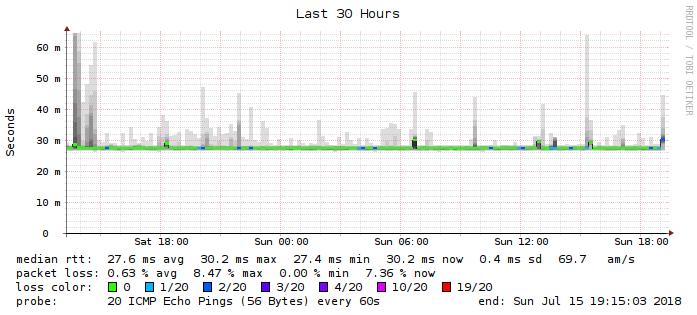 Last 30 Hours
RRDTOOL / TOBI OETIKER
Seconds
60 m
50 m
40 m
30 m
20 m
10 m
0
Sat 18:00 Sun 00:00 Sun 06:00 Sun 12:00 Sun 18:00
median rtt: 27.6 ms avg 30.2 ms max 27.4 ms min 30.2 ms now 0.4 ms sd 69.7 am/s
packet loss: 0.63 % avg 8.47 % max 0.00 % min 7.36 % now
loss color: 0 1/20 2/20 3/20 4/20 10/20 19/20
probe: 20 ICMP Echo Pings (56 Bytes) every 60s end: Sun Jul 15 19:15:03 2018